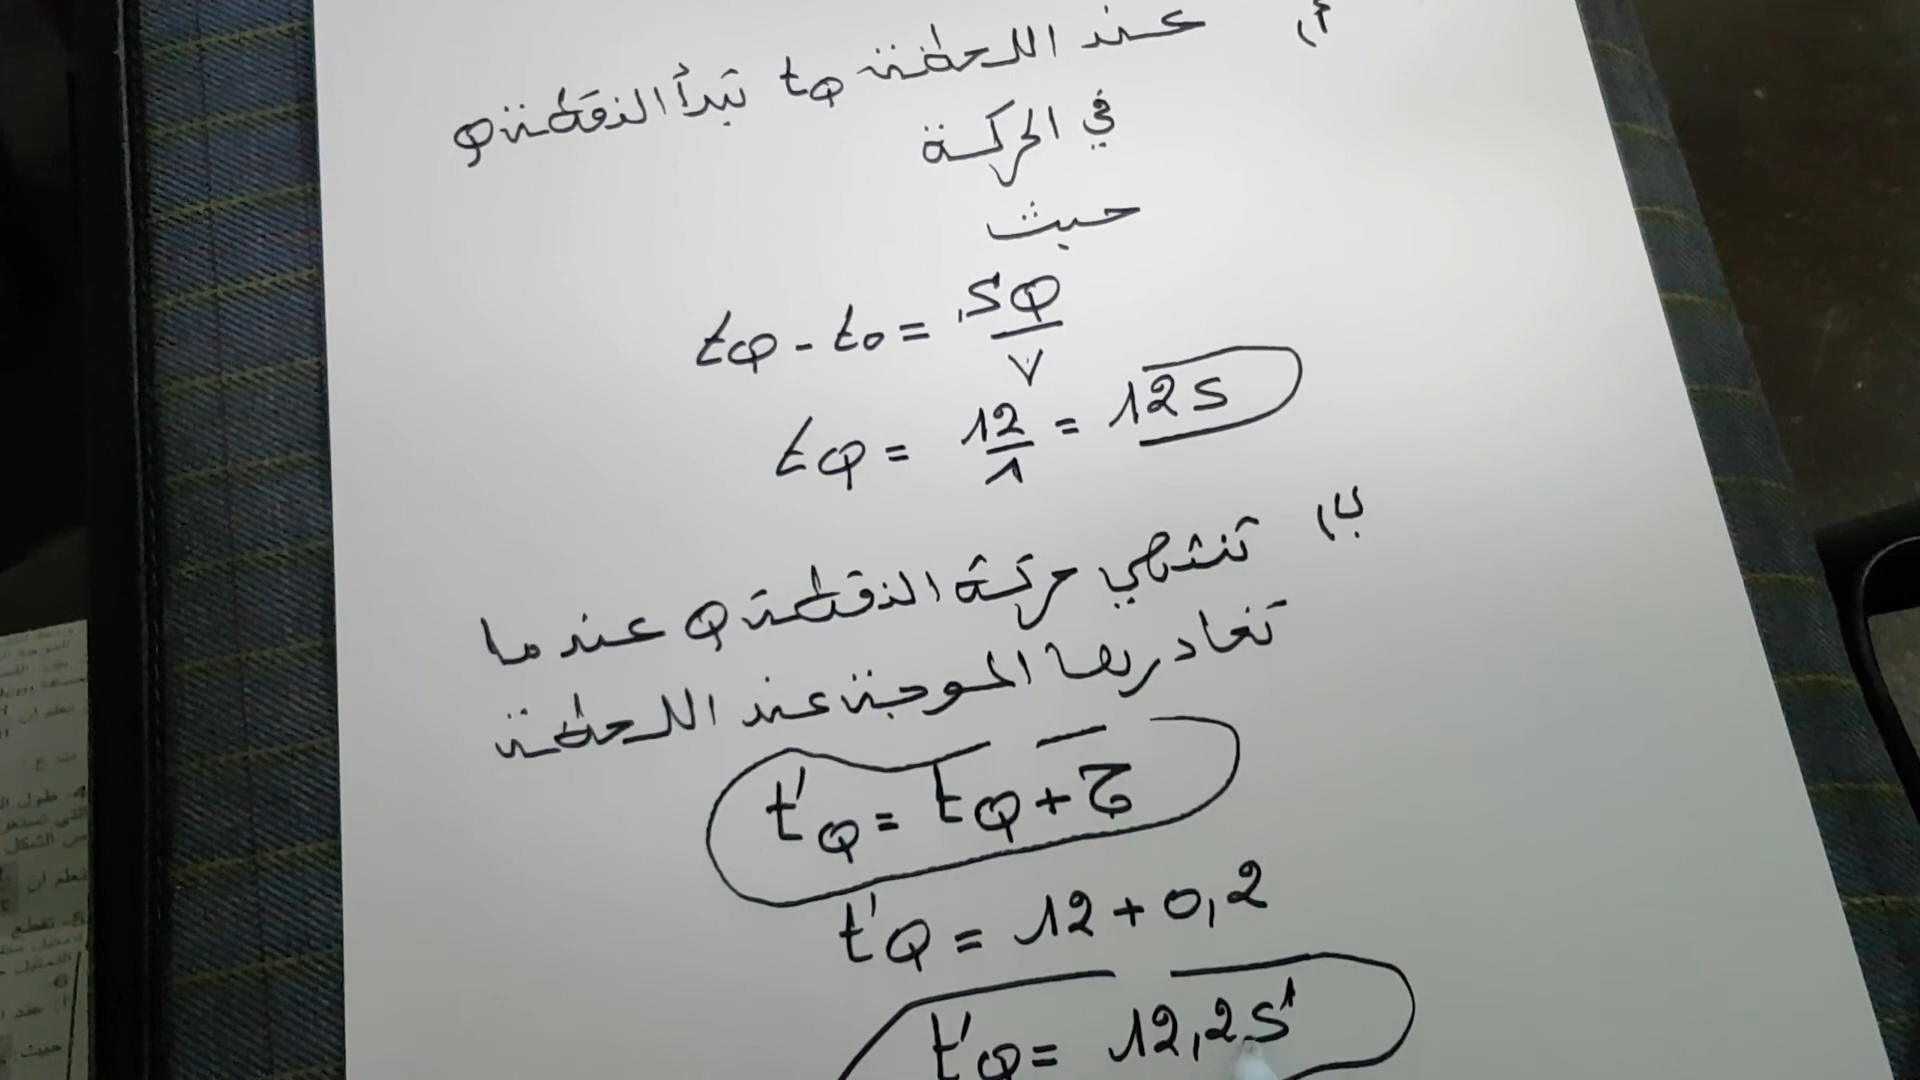 أ) عند اللحظة tQ تبدأ النقطة Q
في الحركة
حيث
tQ - t0 = SQ / V
tQ = 12 / 1 = 12s
ب) تنتهي حركة النقطة Q عندما
تغادرها الموجة عند اللحظة
t'Q = tQ + τ
t'Q = 12 + 0,2
t'Q = 12,2s